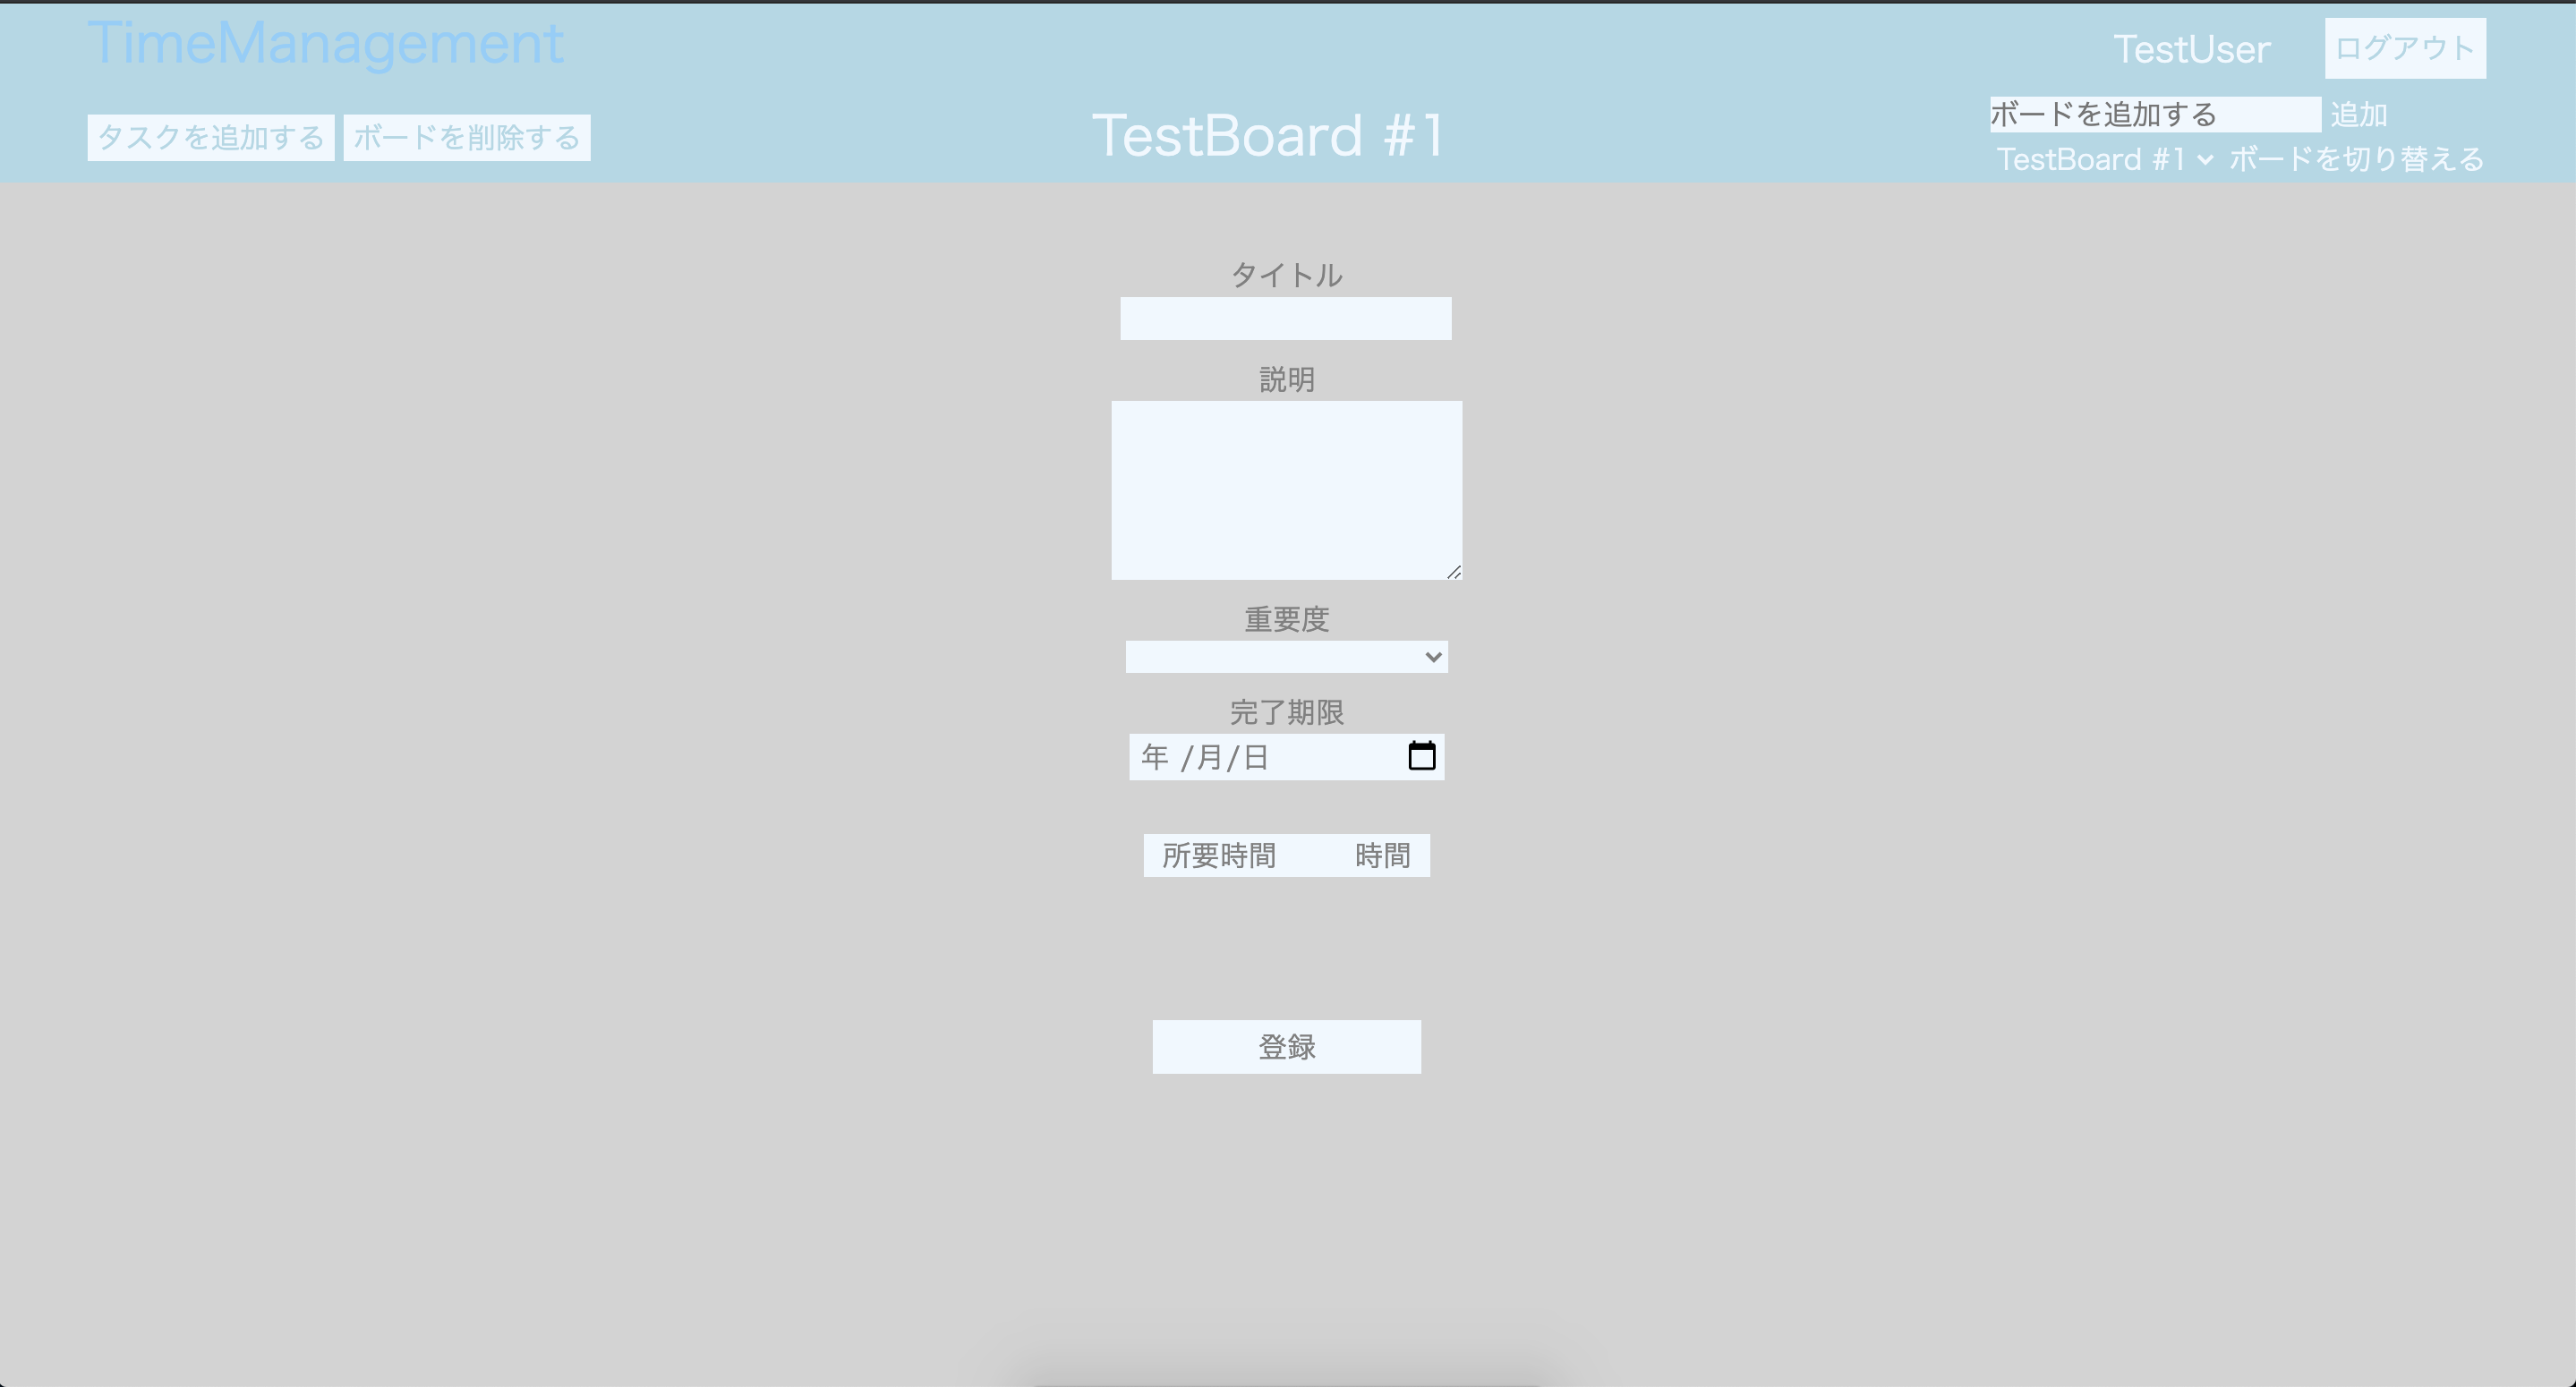 TimeManagement
TestUser ログアウト
タスクを追加する ボードを削除する
TestBoard #1
ボードを追加する 追加
TestBoard #1 ボードを切り替える
タイトル
説明
重要度
完了期限
年 /月/日
所要時間 時間
登録